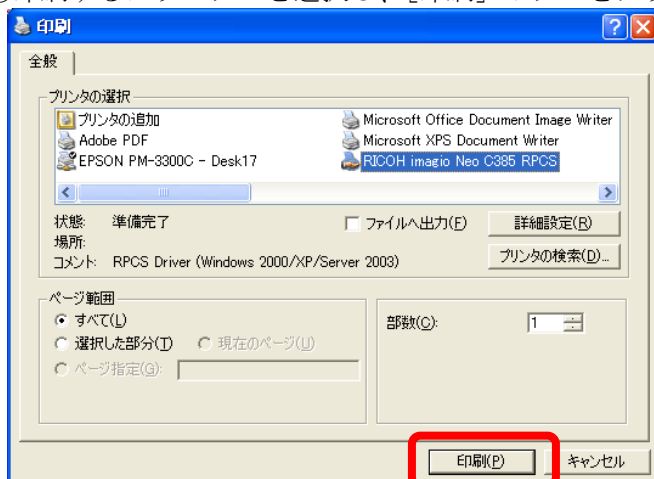 印刷
全般
プリンタの選択
プリンタの追加
Microsoft Office Document Image Writer
Adobe PDF
Microsoft XPS Document Writer
EPSON PM-3300C - Desk17
RICOH imagio Neo C385 RPCS
状態: 準備完了
ファイルへ出力(F)
詳細設定(R)
場所:
コメント: RPCS Driver (Windows 2000/XP/Server 2003)
プリンタの検索(D)...
ページ範囲
すべて(L)
部数(C): 1
選択した部分(T)
現在のページ(U)
ページ指定(G):
印刷(P)
キャンセル